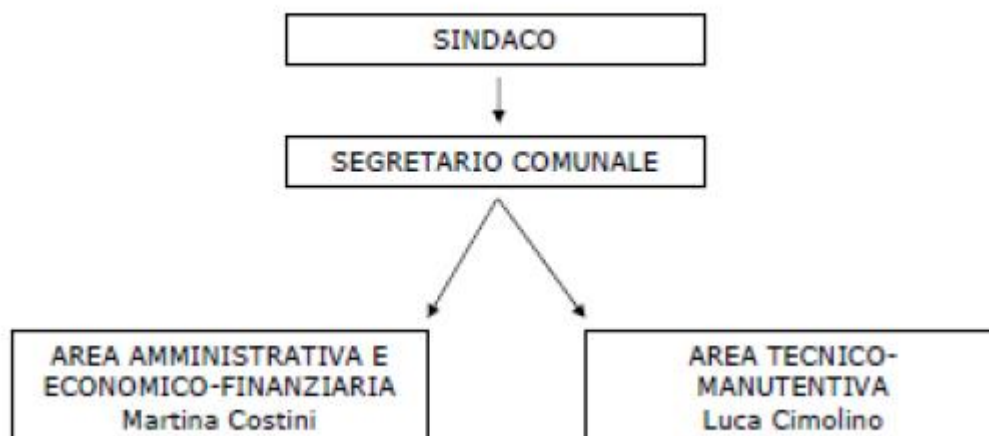 SINDACO
SEGRETARIO COMUNALE
AREA AMMINISTRATIVA E
ECONOMICO-FINANZIARIA
Martina Costini
AREA TECNICO-
MANUTENTIVA
Luca Cimolino